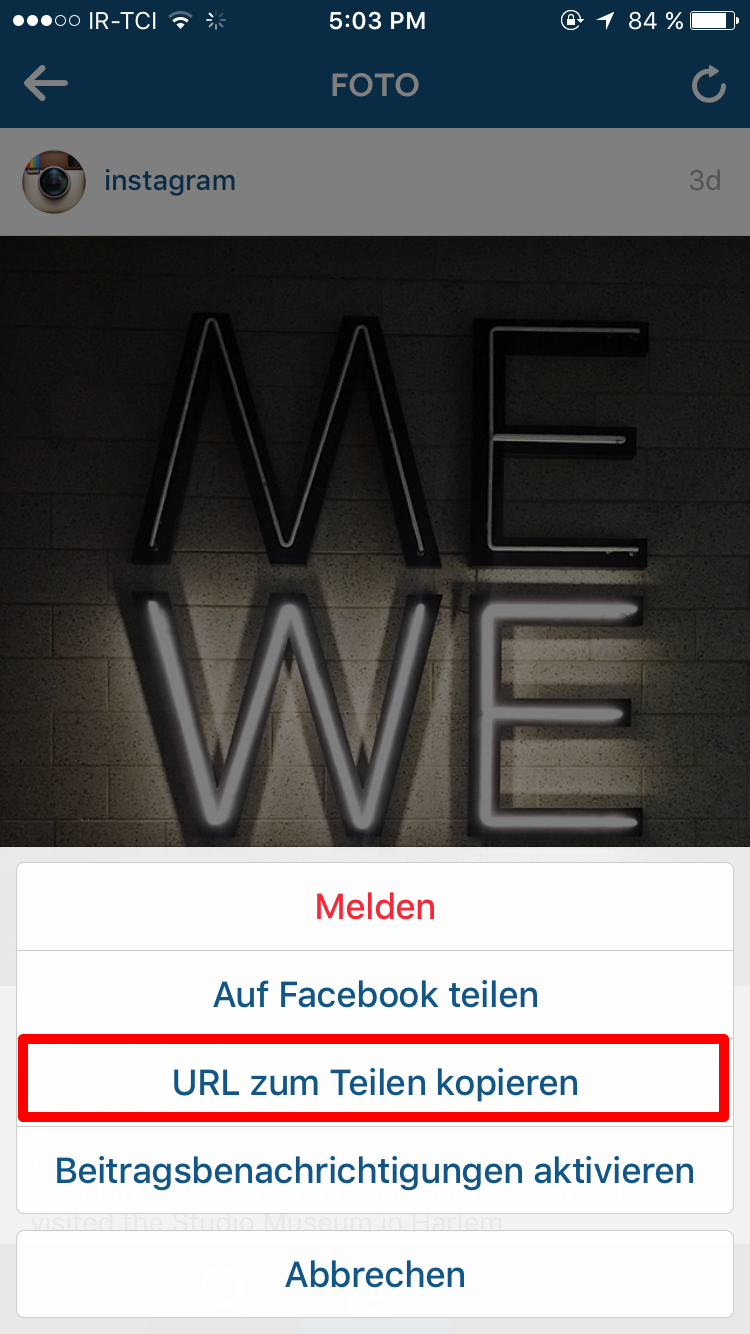 IR-TCI 5:03 PM 84 %
FOTO
instagram 3d
ME
WE
Melden
Auf Facebook teilen
URL zum Teilen kopieren
Beitragsbenachrichtigungen aktivieren
visited the Studio Museum in Harlem
Abbrechen